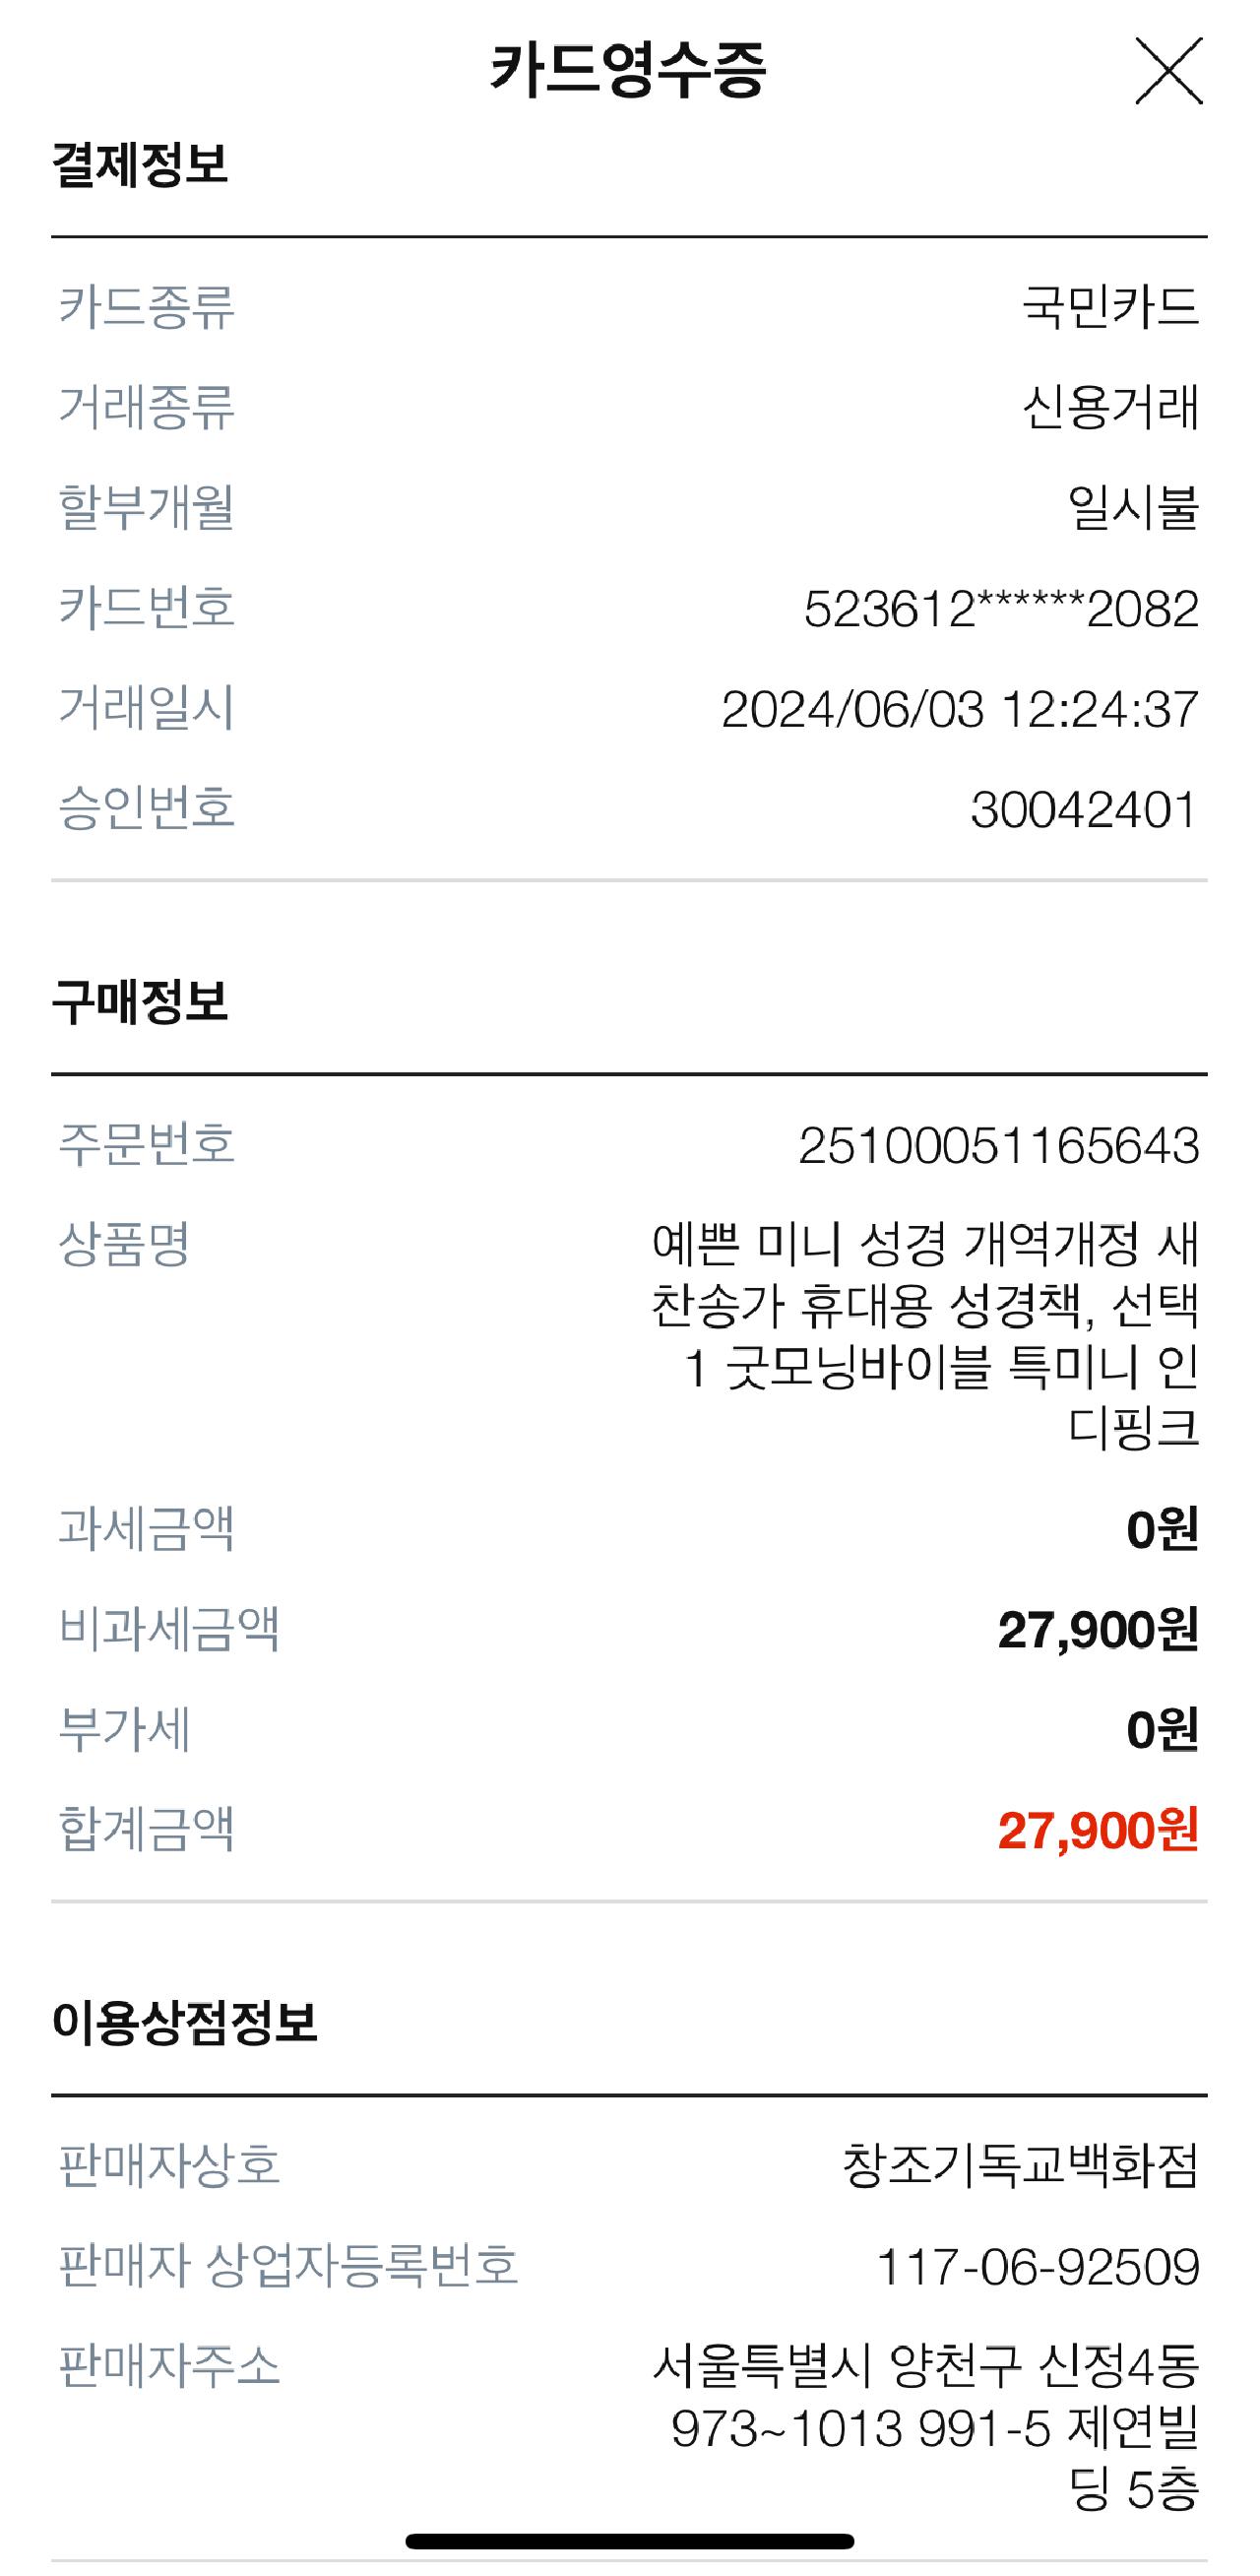 카드영수증
결제정보
카드종류 국민카드
거래종류 신용거래
할부개월 일시불
카드번호 523612******2082
거래일시 2024/06/03 12:24:37
승인번호 30042401
구매정보
주문번호 25100051165643
상품명 예쁜 미니 성경 개역개정 새
찬송가 휴대용 성경책, 선택
1 굿모닝바이블 특미니 인
디핑크
과세금액 0원
비과세금액 27,900원
부가세 0원
합계금액 27,900원
이용상점정보
판매자상호 창조기독교백화점
판매자 상업자등록번호 117-06-92509
판매자주소 서울특별시 양천구 신정4동
973~1013 991-5 제연빌
딩 5층